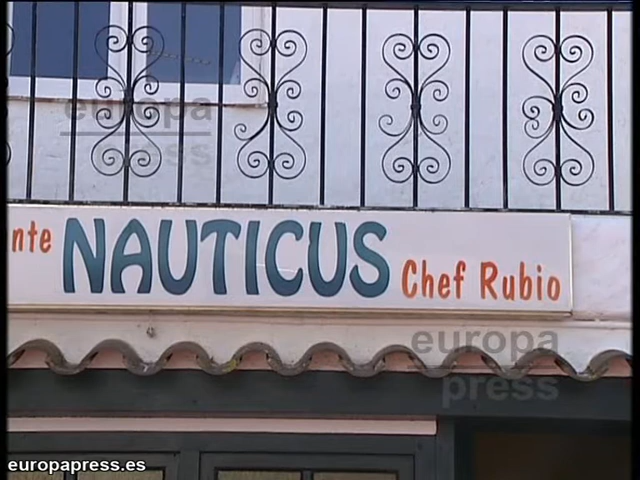 europa
press
nte NAUTICUS Chef Rubio
europa
press
europapress.es